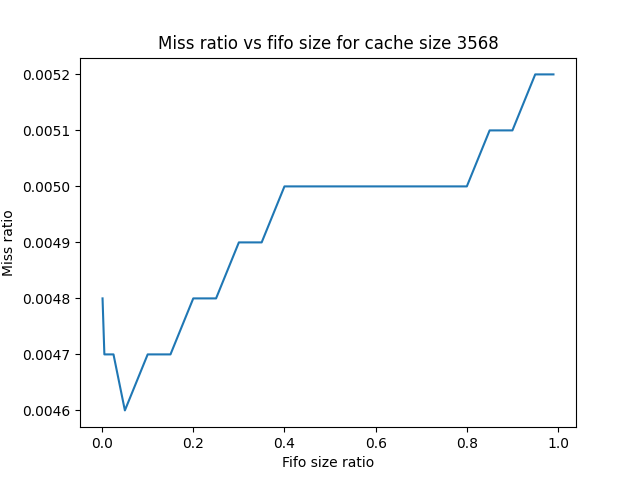 Miss ratio vs fifo size for cache size 3568
0.0052
0.0051
0.0050
0.0049
0.0048
0.0047
0.0046
Miss ratio
0.0 0.2 0.4 0.6 0.8 1.0
Fifo size ratio